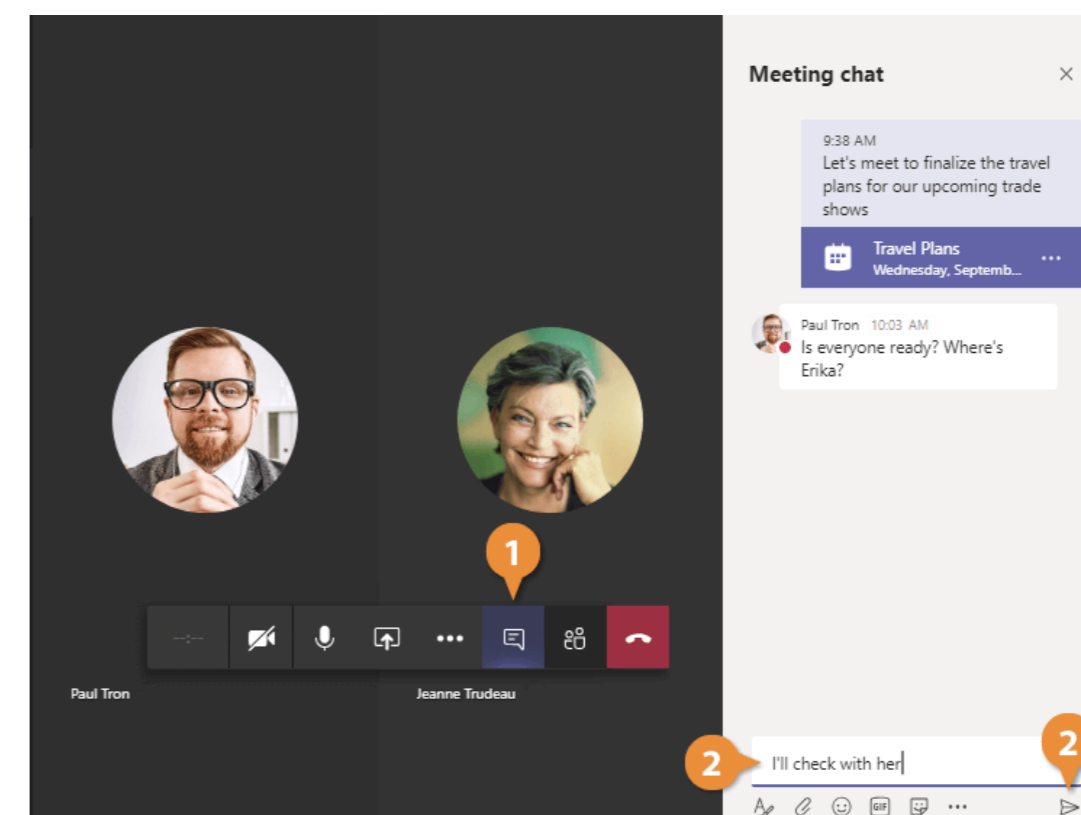 Meeting chat
9:38 AM
Let's meet to finalize the travel
plans for our upcoming trade
shows
Travel Plans
Wednesday, Septemb...
Paul Tron 10:03 AM
Is everyone ready? Where's
Erika?
1
--:--
Paul Tron
Jeanne Trudeau
2
I'll check with her
2
GIF